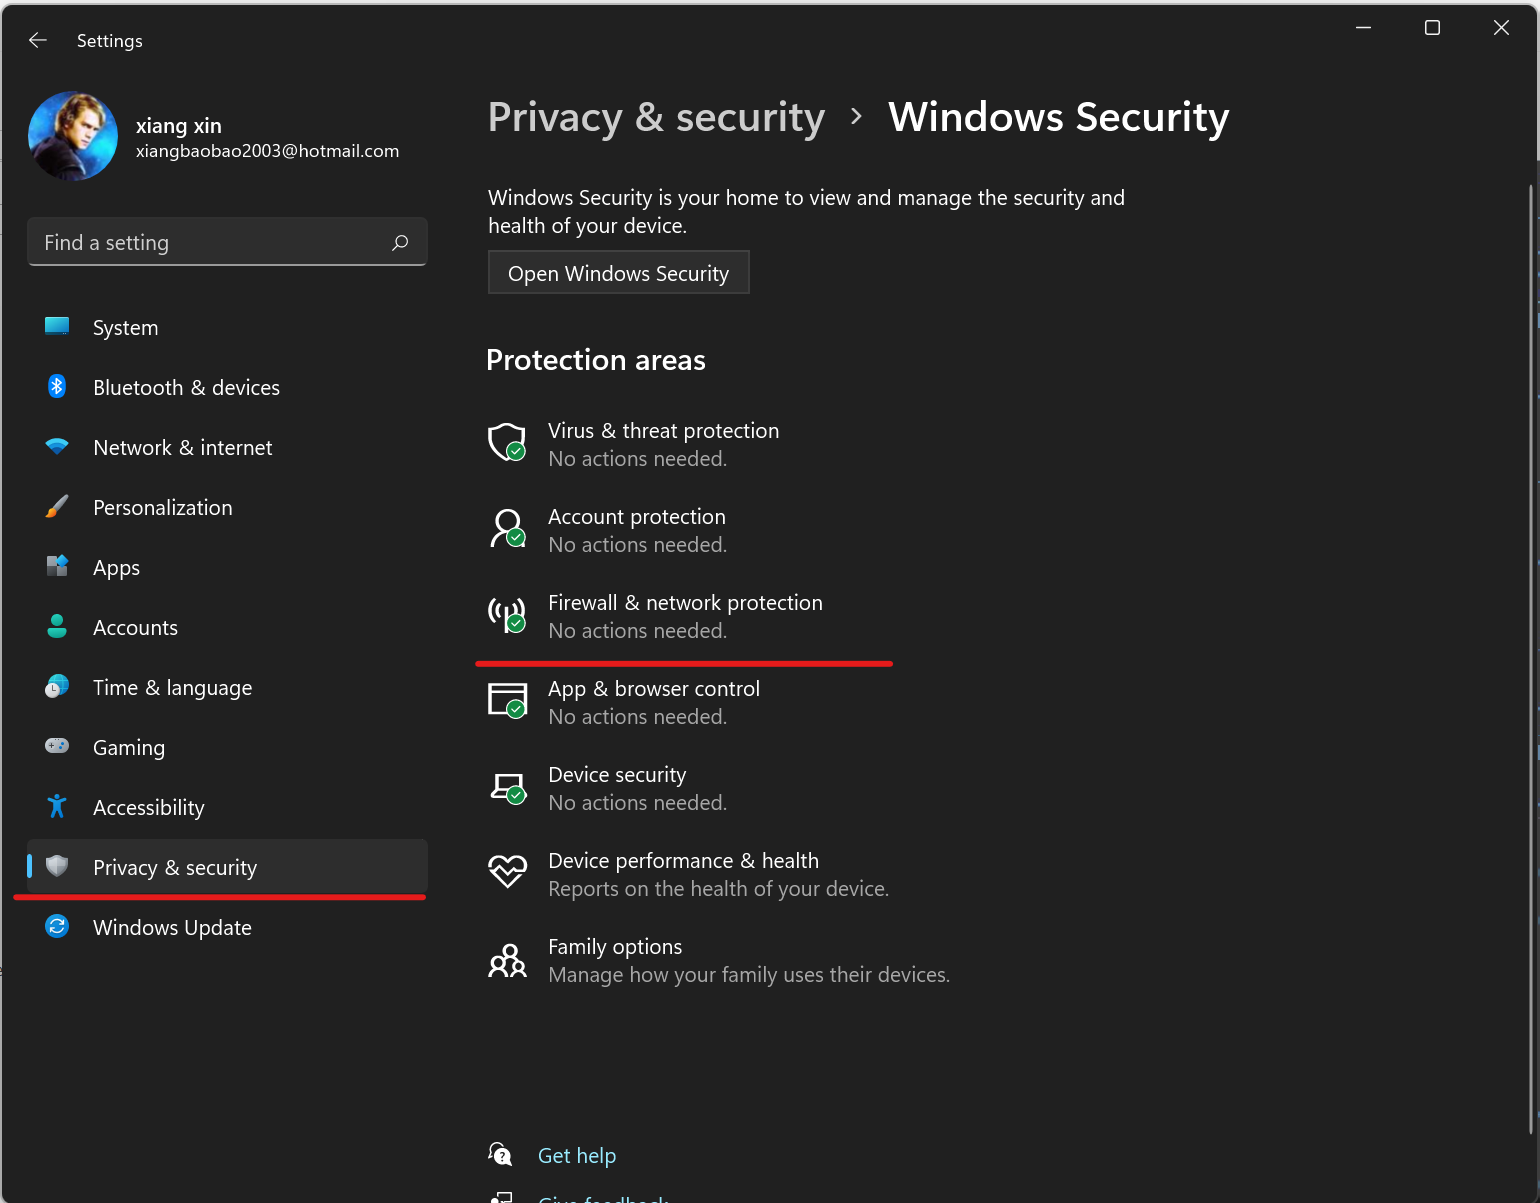 Settings
xiang xin
xiangbaobao2003@hotmail.com
Find a setting
System
Bluetooth & devices
Network & internet
Personalization
Apps
Accounts
Time & language
Gaming
Accessibility
Privacy & security
Windows Update
Privacy & security > Windows Security
Windows Security is your home to view and manage the security and
health of your device.
Open Windows Security
Protection areas
Virus & threat protection
No actions needed.
Account protection
No actions needed.
Firewall & network protection
No actions needed.
App & browser control
No actions needed.
Device security
No actions needed.
Device performance & health
Reports on the health of your device.
Family options
Manage how your family uses their devices.
Get help
Give feedback